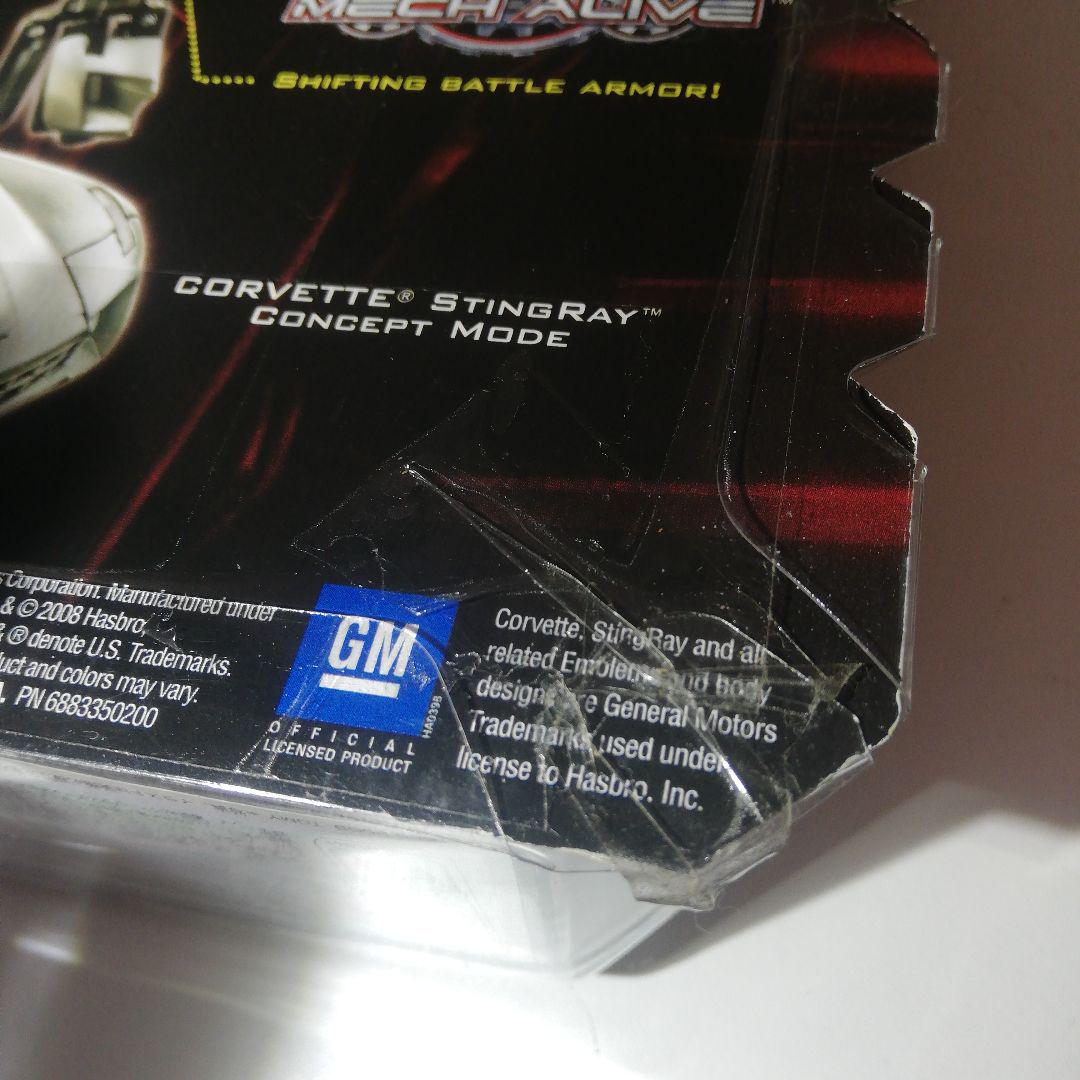 MECH ALIVE™
SHIFTING BATTLE ARMOR!
CORVETTE® STINGRAY™
CONCEPT MODE
s Corporation. Manufactured under
& © 2008 Hasbro,
& ® denote U.S. Trademarks.
uct and colors may vary.
PN 6883350200
GM
HA0398
OFFICIAL
LICENSED PRODUCT
Corvette, StingRay and all
related Emblems and body
designs are General Motors
Trademarks used under
license to Hasbro, Inc.